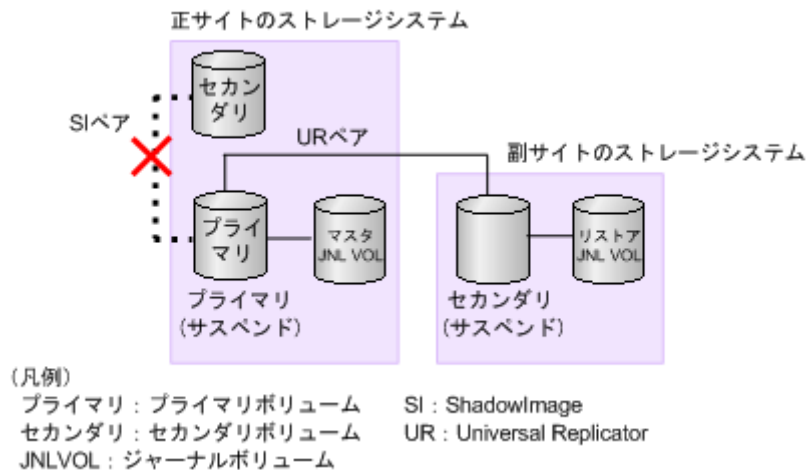 正サイトのストレージシステム
セカン
ダリ
SIペア
URペア
副サイトのストレージシステム
プライ
マリ
マスタ
JNL VOL
リストア
JNL VOL
プライマリ
(サスペンド)
セカンダリ
(サスペンド)
(凡例)
プライマリ：プライマリボリューム
SI：ShadowImage
セカンダリ：セカンダリボリューム
UR：Universal Replicator
JNLVOL：ジャーナルボリューム